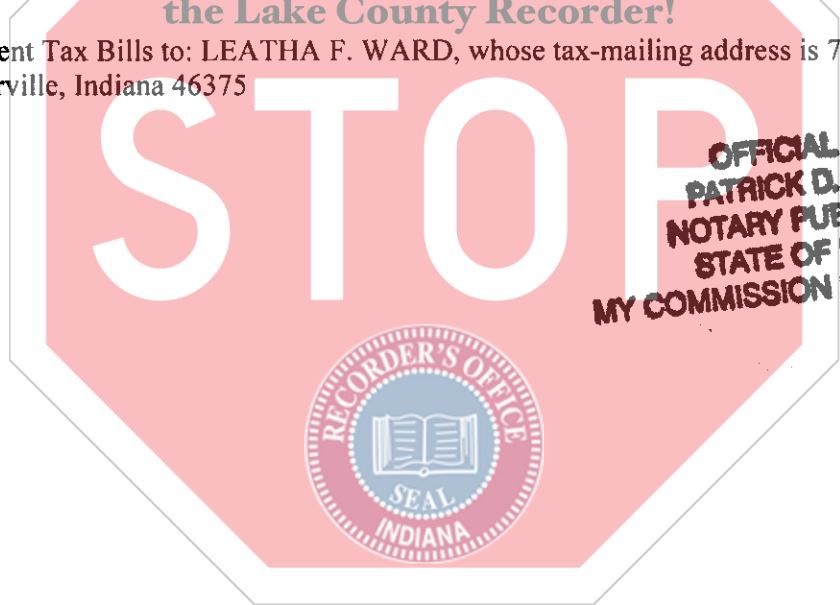 the Lake County Recorder!
ent Tax Bills to: LEATHA F. WARD, whose tax-mailing address is 7
rville, Indiana 46375
STOP
OFFICIAL
PATRICK D.
NOTARY PUB
STATE OF
MY COMMISSION
RECORDER'S OFFICE
SEAL
INDIANA